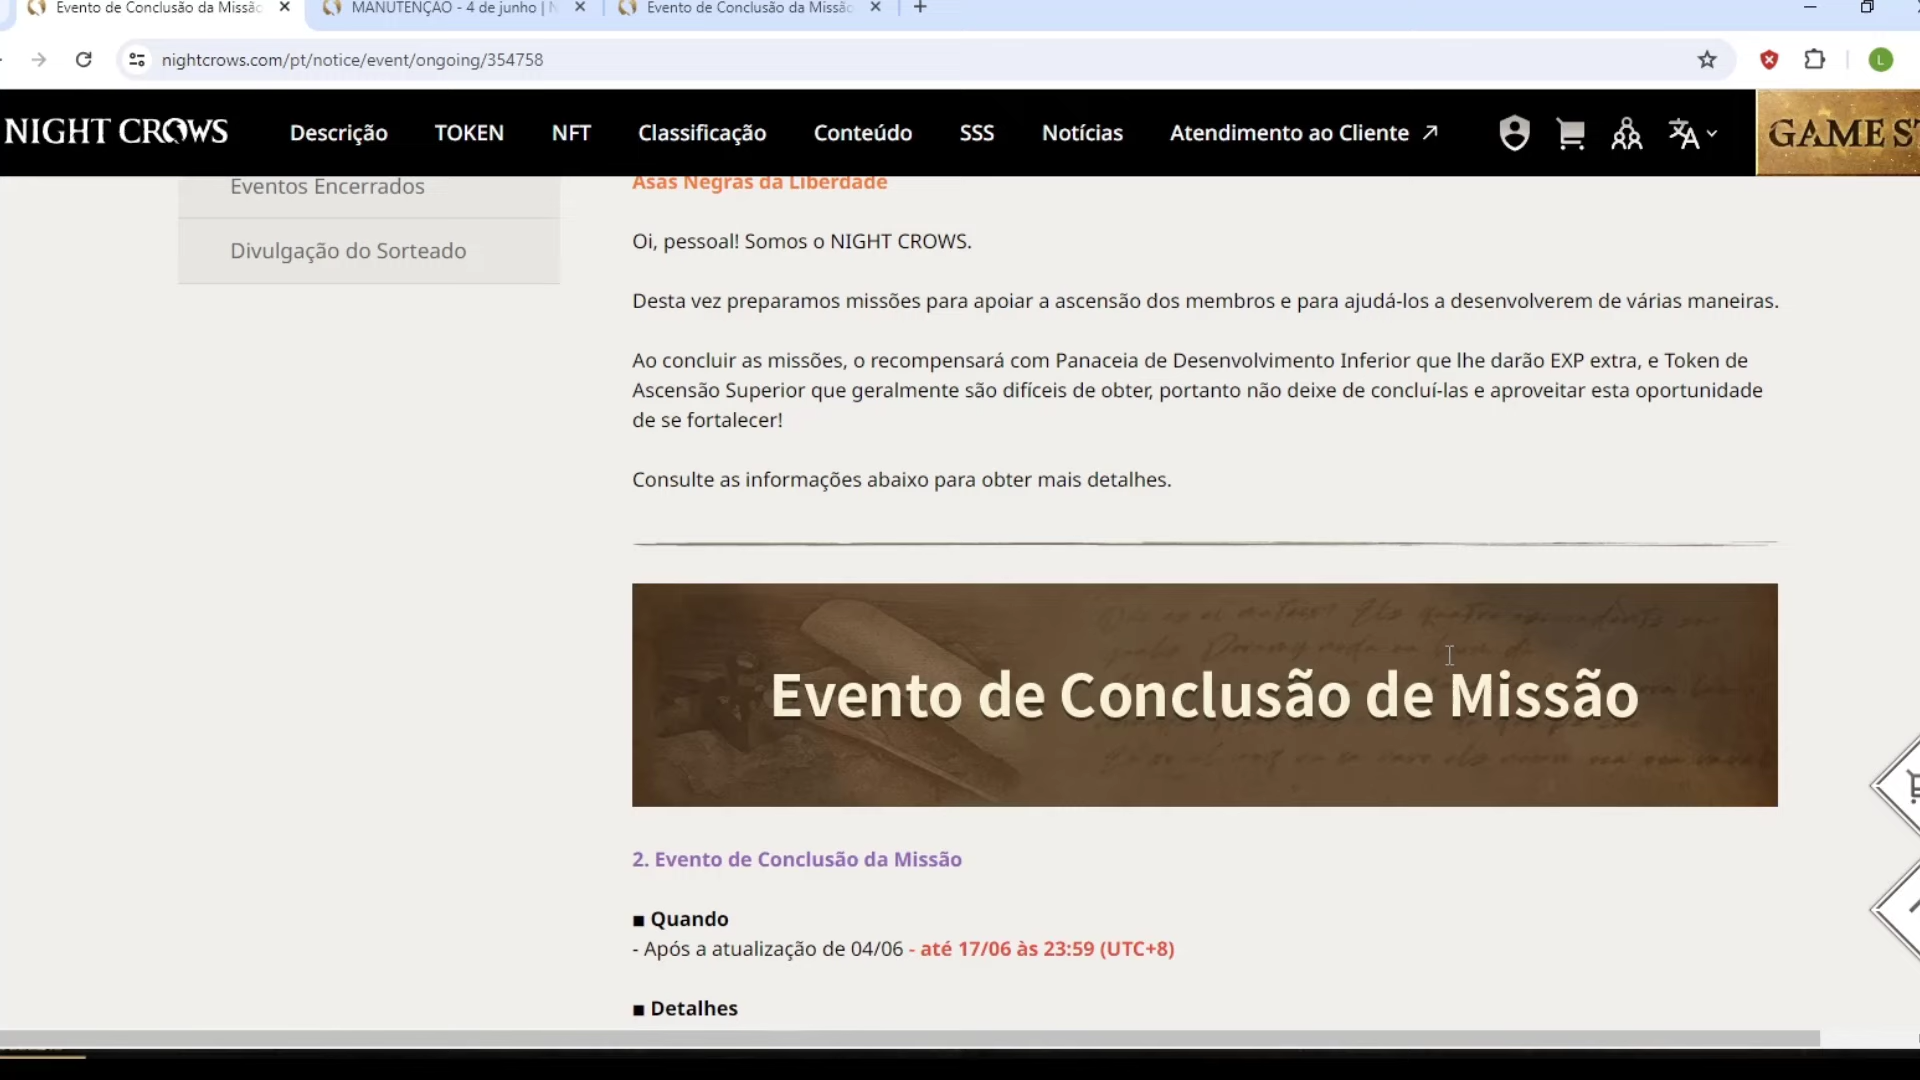 Evento de Conclusão da Missão
MANUTENÇÃO - 4 de junho |
Evento de Conclusão da Missão
nightcrows.com/pt/notice/event/ongoing/354758
L
NIGHT CROWS
Descrição
TOKEN
NFT
Classificação
Conteúdo
SSS
Notícias
Atendimento ao Cliente
GAME ST
Eventos Encerrados
Divulgação do Sorteado
Asas Negras da Liberdade
Oi, pessoal! Somos o NIGHT CROWS.
Desta vez preparamos missões para apoiar a ascensão dos membros e para ajudá-los a desenvolverem de várias maneiras.
Ao concluir as missões, o recompensará com Panaceia de Desenvolvimento Inferior que lhe darão EXP extra, e Token de
Ascensão Superior que geralmente são difíceis de obter, portanto não deixe de concluí-las e aproveitar esta oportunidade
de se fortalecer!
Consulte as informações abaixo para obter mais detalhes.
Evento de Conclusão de Missão
2. Evento de Conclusão da Missão
■ Quando
- Após a atualização de 04/06 - até 17/06 às 23:59 (UTC+8)
■ Detalhes